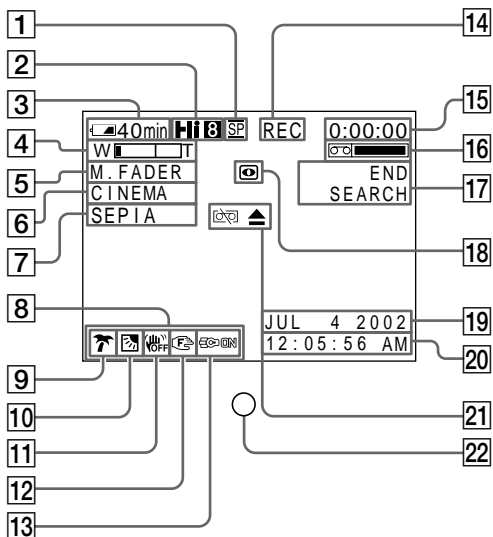 1
14
2
3
15
40min Hi 8 SP REC 0:00:00
4
W T
16
5
M.FADER
END
SEARCH
17
6
CINEMA
7
SEPIA
18
8
JUL 4 2002
19
12:05:56 AM
20
OFF
F
ON
9
10
11
12
13
21
22